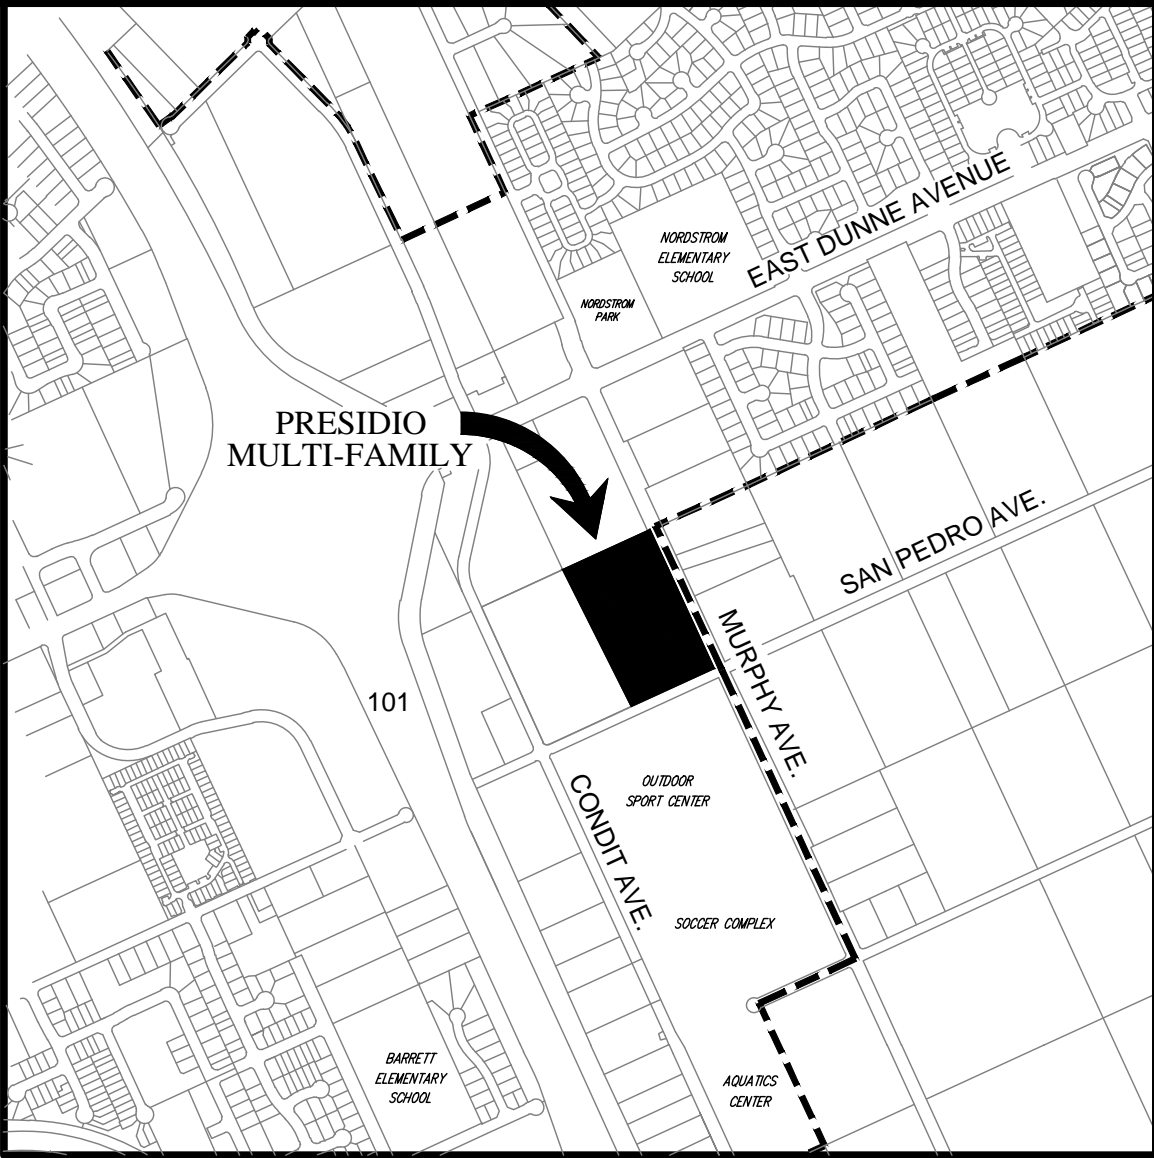 NORDSTROM
ELEMENTARY
SCHOOL
EAST DUNNE AVENUE
NORDSTROM
PARK
PRESIDIO
MULTI-FAMILY
SAN PEDRO AVE.
MURPHY AVE.
101
OUTDOOR
SPORT CENTER
CONDIT AVE.
SOCCER COMPLEX
BARRETT
ELEMENTARY
SCHOOL
AQUATICS
CENTER